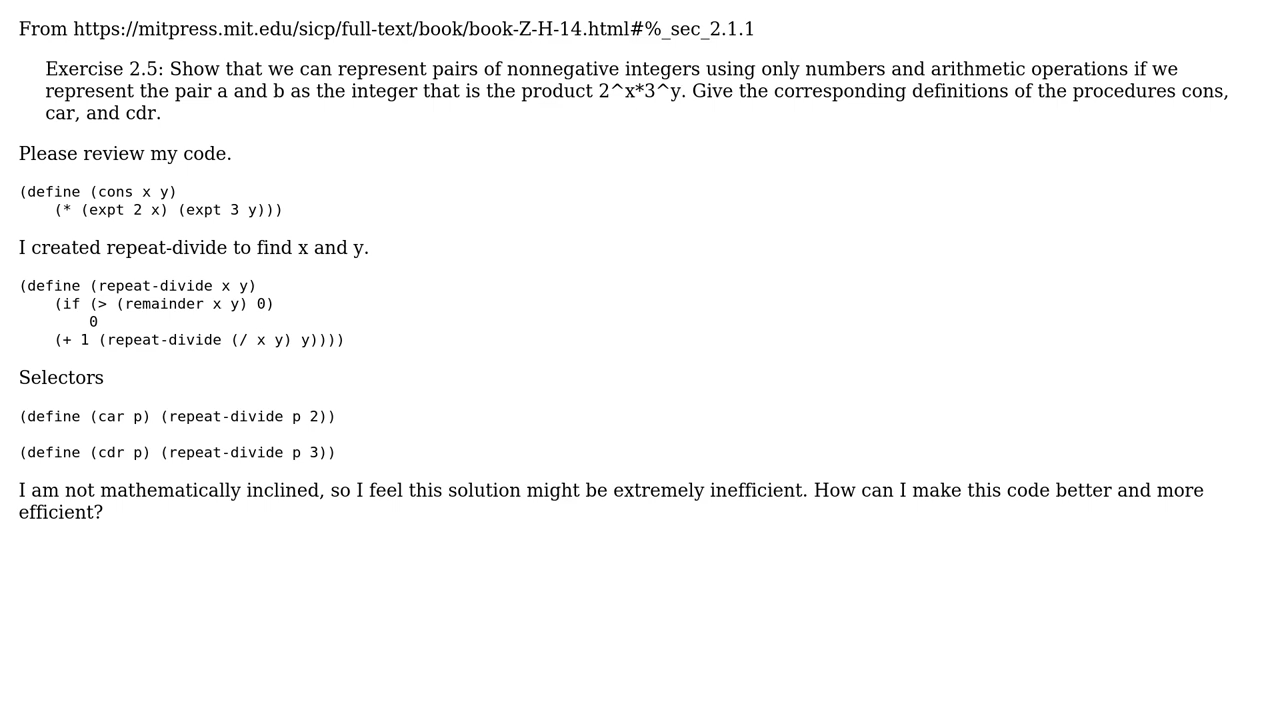 From https://mitpress.mit.edu/sicp/full-text/book/book-Z-H-14.html#%_sec_2.1.1
Exercise 2.5: Show that we can represent pairs of nonnegative integers using only numbers and arithmetic operations if we
represent the pair a and b as the integer that is the product 2^x*3^y. Give the corresponding definitions of the procedures cons,
car, and cdr.
Please review my code.
(define (cons x y)
    (* (expt 2 x) (expt 3 y)))
I created repeat-divide to find x and y.
(define (repeat-divide x y)
    (if (> (remainder x y) 0)
        0
    (+ 1 (repeat-divide (/ x y) y))))
Selectors
(define (car p) (repeat-divide p 2))
(define (cdr p) (repeat-divide p 3))
I am not mathematically inclined, so I feel this solution might be extremely inefficient. How can I make this code better and more
efficient?